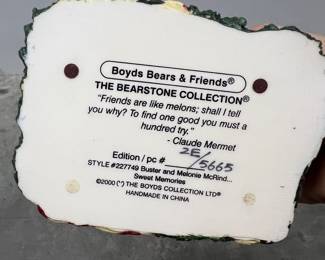 Boyds Bears & Friends®
THE BEARSTONE COLLECTION®
"Friends are like melons; shall I tell
you why? To find one good you must a
hundred try."
- Claude Mermet
Edition / pc # 2E/5665
STYLE #227749 Buster and Melonie McRind...
Sweet Memories
©2000 (") THE BOYDS COLLECTION LTD®
HANDMADE IN CHINA